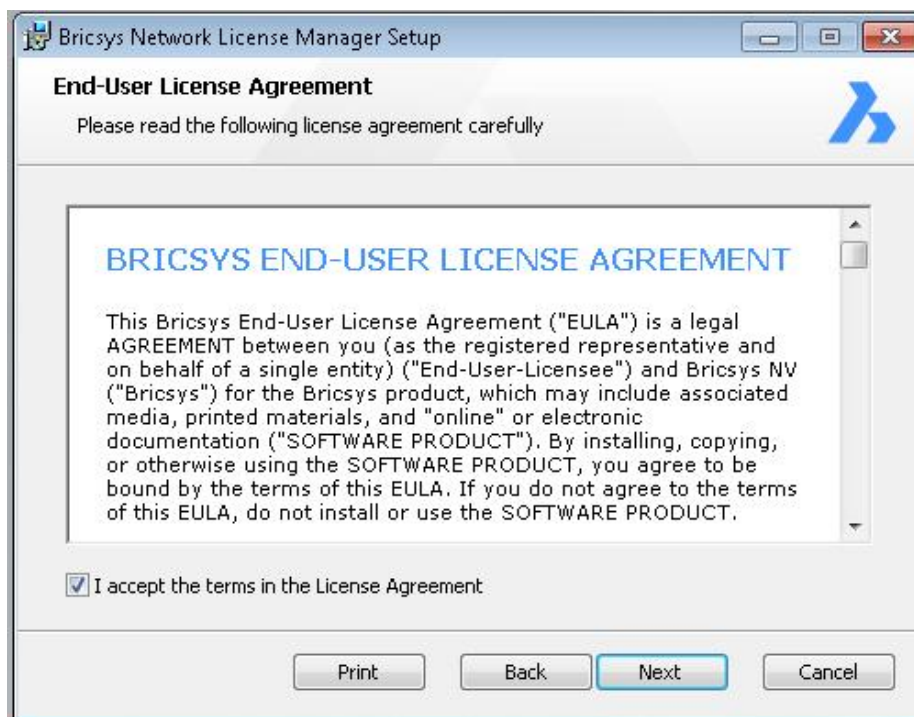 Bricsys Network License Manager Setup
End-User License Agreement
Please read the following license agreement carefully
BRICSYS END-USER LICENSE AGREEMENT
This Bricsys End-User License Agreement ("EULA") is a legal
AGREEMENT between you (as the registered representative and
on behalf of a single entity) ("End-User-Licensee") and Bricsys NV
("Bricsys") for the Bricsys product, which may include associated
media, printed materials, and "online" or electronic
documentation ("SOFTWARE PRODUCT"). By installing, copying,
or otherwise using the SOFTWARE PRODUCT, you agree to be
bound by the terms of this EULA. If you do not agree to the terms
of this EULA, do not install or use the SOFTWARE PRODUCT.
I accept the terms in the License Agreement
Print Back Next Cancel